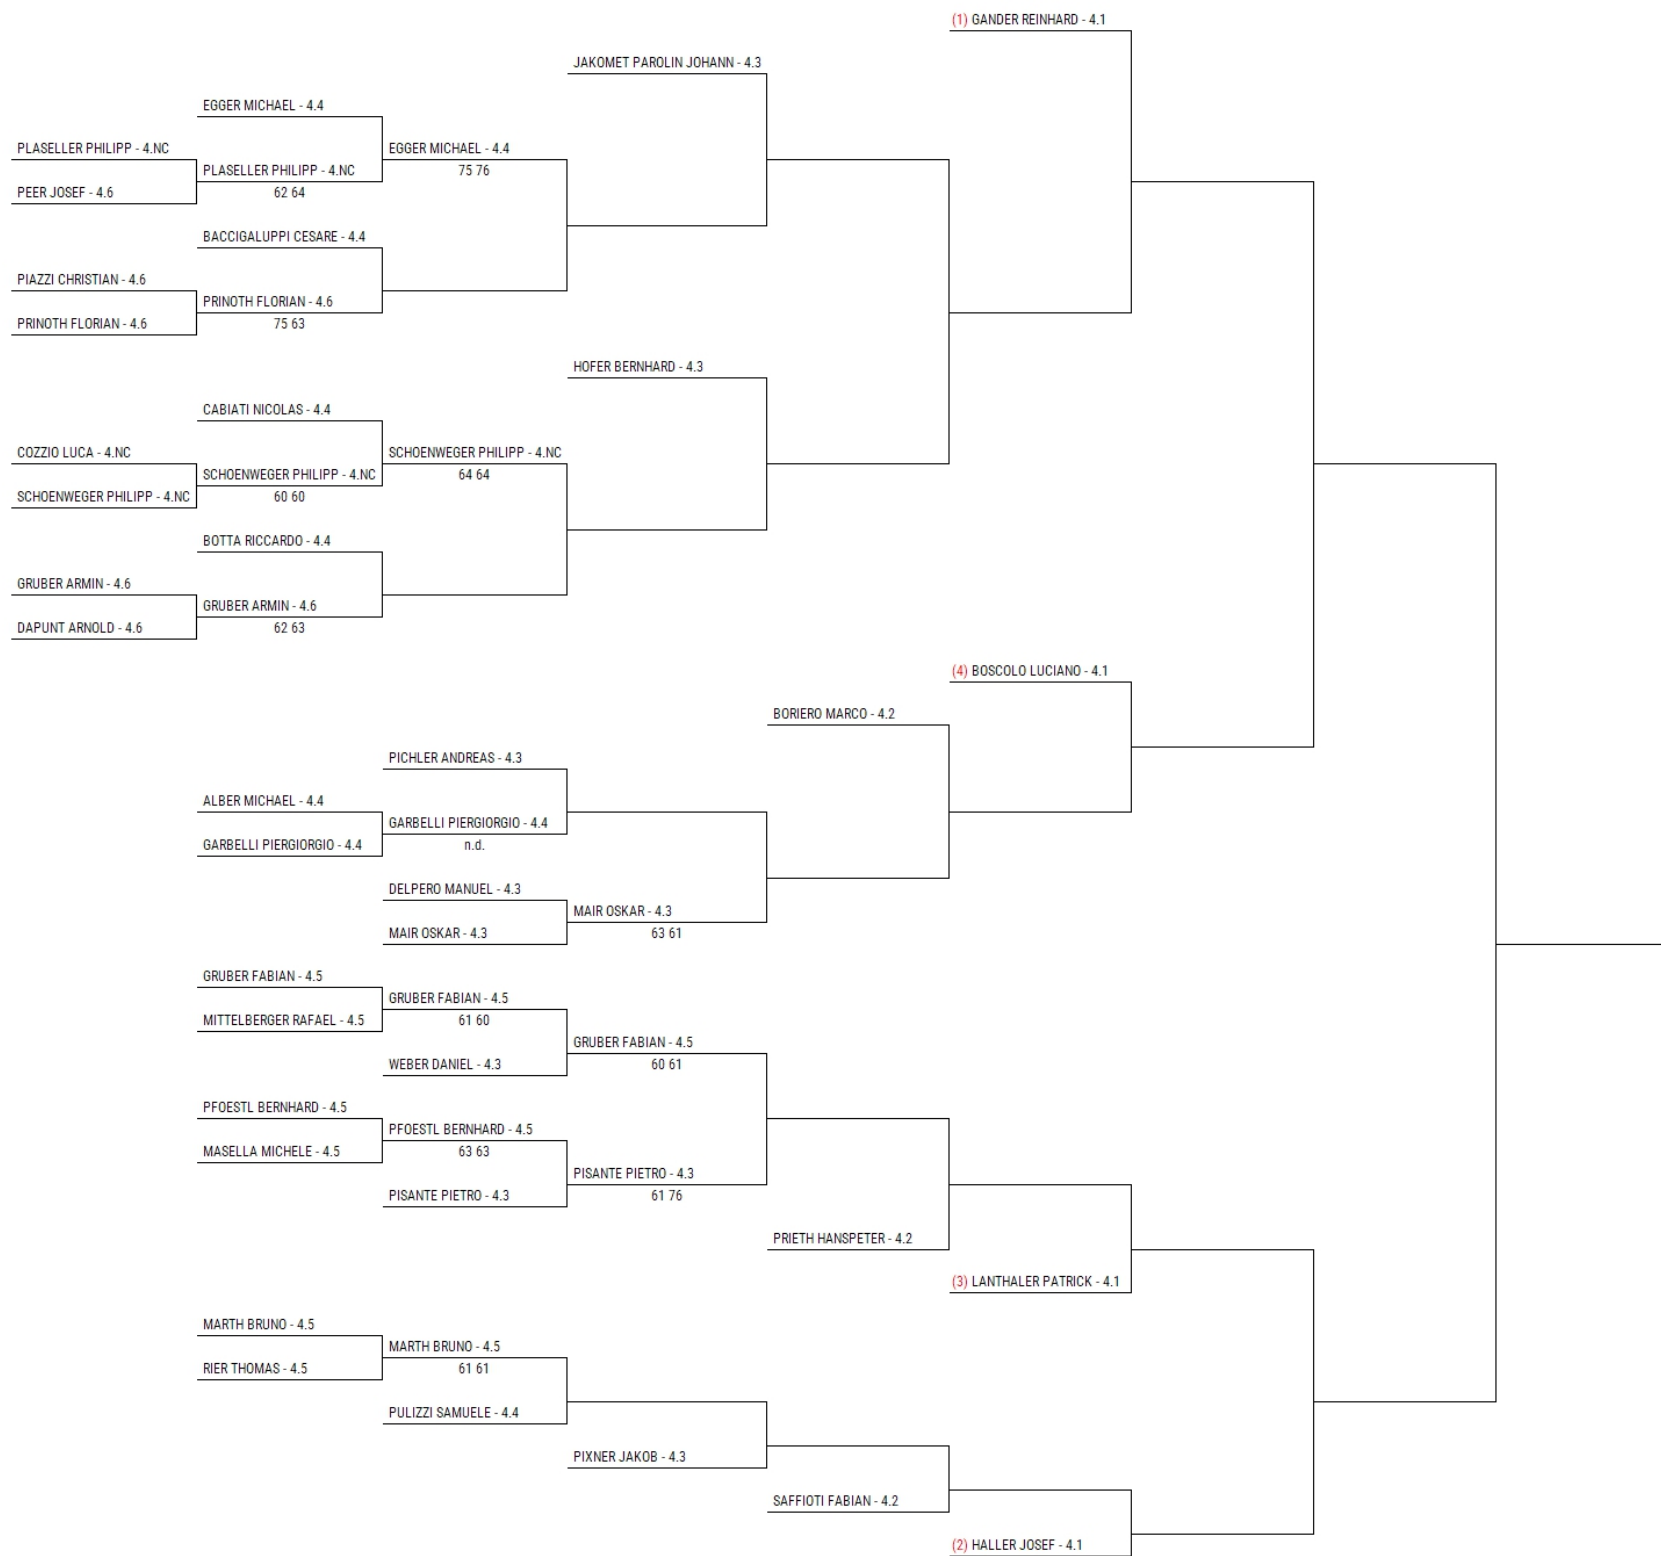 (1) GANDER REINHARD - 4.1
JAKOMET PAROLIN JOHANN - 4.3
EGGER MICHAEL - 4.4
PLASELLER PHILIPP - 4.NC
EGGER MICHAEL - 4.4
PLASELLER PHILIPP - 4.NC
75 76
PEER JOSEF - 4.6
62 64
BACCIGALUPPI CESARE - 4.4
PIAZZI CHRISTIAN - 4.6
PRINOTH FLORIAN - 4.6
PRINOTH FLORIAN - 4.6
75 63
HOFER BERNHARD - 4.3
CABIATI NICOLAS - 4.4
COZZIO LUCA - 4.NC
SCHOENWEGER PHILIPP - 4.NC
SCHOENWEGER PHILIPP - 4.NC
64 64
SCHOENWEGER PHILIPP - 4.NC
60 60
BOTTA RICCARDO - 4.4
GRUBER ARMIN - 4.6
GRUBER ARMIN - 4.6
DAPUNT ARNOLD - 4.6
62 63
(4) BOSCOLO LUCIANO - 4.1
BORIERO MARCO - 4.2
PICHLER ANDREAS - 4.3
ALBER MICHAEL - 4.4
GARBELLI PIERGIORGIO - 4.4
GARBELLI PIERGIORGIO - 4.4
n.d.
DELPERO MANUEL - 4.3
MAIR OSKAR - 4.3
MAIR OSKAR - 4.3
63 61
GRUBER FABIAN - 4.5
GRUBER FABIAN - 4.5
MITTELBERGER RAFAEL - 4.5
61 60
GRUBER FABIAN - 4.5
WEBER DANIEL - 4.3
60 61
PFOESTL BERNHARD - 4.5
PFOESTL BERNHARD - 4.5
MASELLA MICHELE - 4.5
63 63
PISANTE PIETRO - 4.3
PISANTE PIETRO - 4.3
61 76
PRIETH HANSPETER - 4.2
(3) LANTHALER PATRICK - 4.1
MARTH BRUNO - 4.5
MARTH BRUNO - 4.5
RIER THOMAS - 4.5
61 61
PULIZZI SAMUELE - 4.4
PIXNER JAKOB - 4.3
SAFFIOTI FABIAN - 4.2
(2) HALLER JOSEF - 4.1